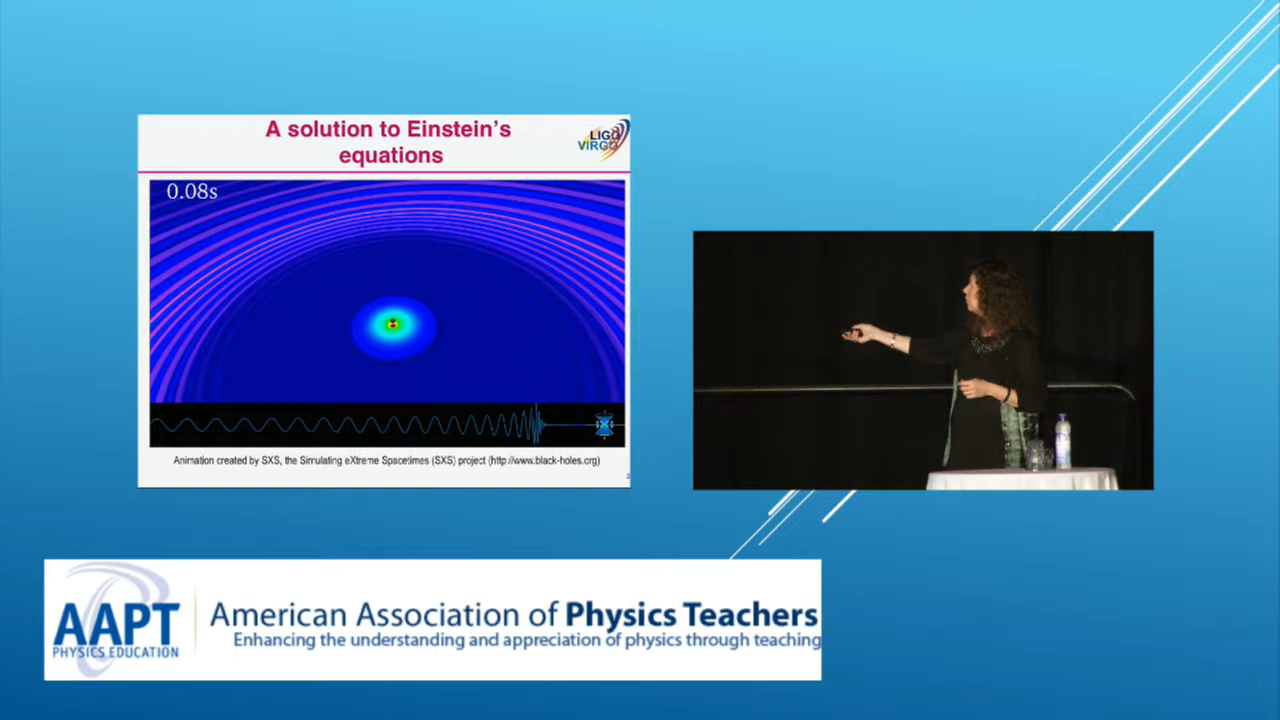 A solution to Einstein's
equations
LIGO
VIRGO
0.08s
Animation created by SXS, the Simulating eXtreme Spacetimes (SXS) project (http://www.black-holes.org)
2
AAPT
PHYSICS EDUCATION
American Association of Physics Teachers
Enhancing the understanding and appreciation of physics through teaching